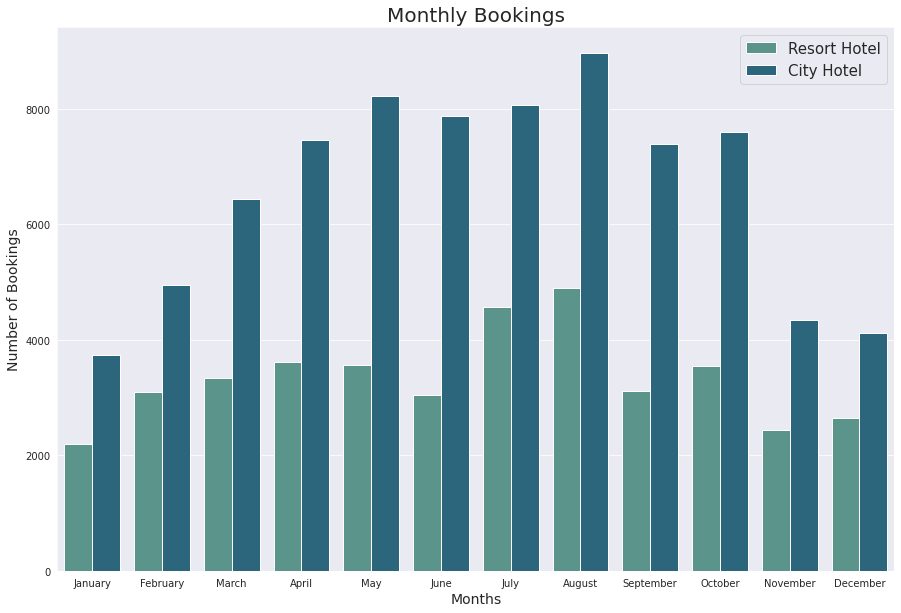 Monthly Bookings
Resort Hotel
City Hotel
Number of Bookings
8000
6000
4000
2000
0
January February March April May June July August September October November December
Months